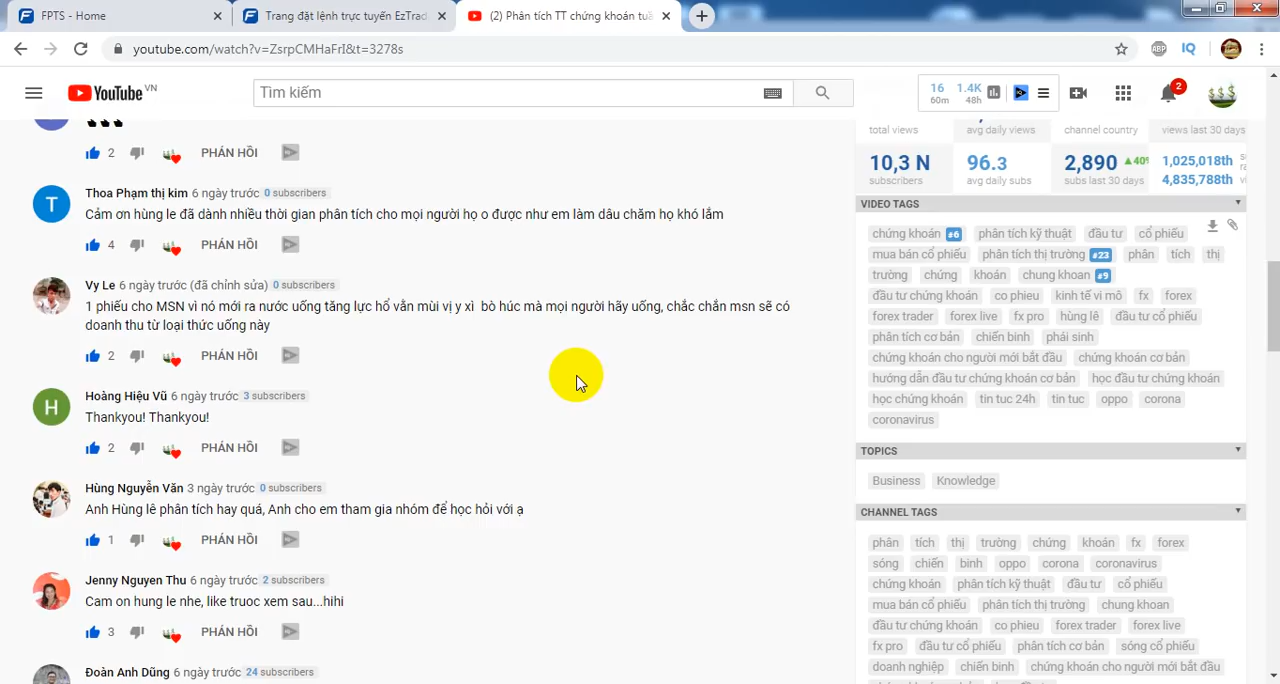 FPTS - Home
Trang đặt lệnh trực tuyến EzTrad
(2) Phân tích TT chứng khoán tuầ
youtube.com/watch?v=ZsrpCMHaFrI&t=3278s
ABP
IQ
YouTube VN
Tìm kiếm
16 1.4K
60m 48h
2
total views
avg daily views
channel country
views last 30 days
2 PHẢN HỒI
10,3 N
96.3
2,890 ▲40%
1,025,018th
subscribers
avg daily subs
subs last 30 days
4,835,788th
Thoa Phạm thị kim 6 ngày trước 0 subscribers
T
Cảm ơn hùng le đã dành nhiều thời gian phân tích cho mọi người họ o được như em làm dâu chăm họ khó lắm
4 PHẢN HỒI
Vy Le 6 ngày trước (đã chỉnh sửa) 0 subscribers
1 phiếu cho MSN vì nó mới ra nước uống tăng lực hổ vằn mùi vị y xì bò húc mà mọi người hãy uống, chắc chắn msn sẽ có
doanh thu từ loại thức uống này
2 PHẢN HỒI
Hoàng Hiệu Vũ 6 ngày trước 3 subscribers
H
Thankyou! Thankyou!
2 PHẢN HỒI
Hùng Nguyễn Văn 3 ngày trước 0 subscribers
Anh Hùng lê phân tích hay quá, Anh cho em tham gia nhóm để học hỏi với ạ
1 PHẢN HỒI
Jenny Nguyen Thu 6 ngày trước 2 subscribers
Cam on hung le nhe, like truoc xem sau...hihi
3 PHẢN HỒI
Đoàn Anh Dũng 6 ngày trước 24 subscribers
VIDEO TAGS
chứng khoán #6 phân tích kỹ thuật đầu tư cổ phiếu
mua bán cổ phiếu phân tích thị trường #23 phân tích thị
trường chứng khoán chung khoan #9
đầu tư chứng khoán co phieu kinh tế vi mô fx forex
forex trader forex live fx pro hùng lê đầu tư cổ phiếu
phân tích cơ bản chiến binh phái sinh
chứng khoán cho người mới bắt đầu chứng khoán cơ bản
hướng dẫn đầu tư chứng khoán cơ bản học đầu tư chứng khoán
học chứng khoán tin tuc 24h tin tuc oppo corona
coronavirus
TOPICS
Business Knowledge
CHANNEL TAGS
phân tích thị trường chứng khoán fx forex
sóng chiến binh oppo corona coronavirus
chứng khoán phân tích kỹ thuật đầu tư cổ phiếu
mua bán cổ phiếu phân tích thị trường chung khoan
đầu tư chứng khoán co phieu forex trader forex live
fx pro đầu tư cổ phiếu phân tích cơ bản sóng cổ phiếu
doanh nghiệp chiến binh chứng khoán cho người mới bắt đầu